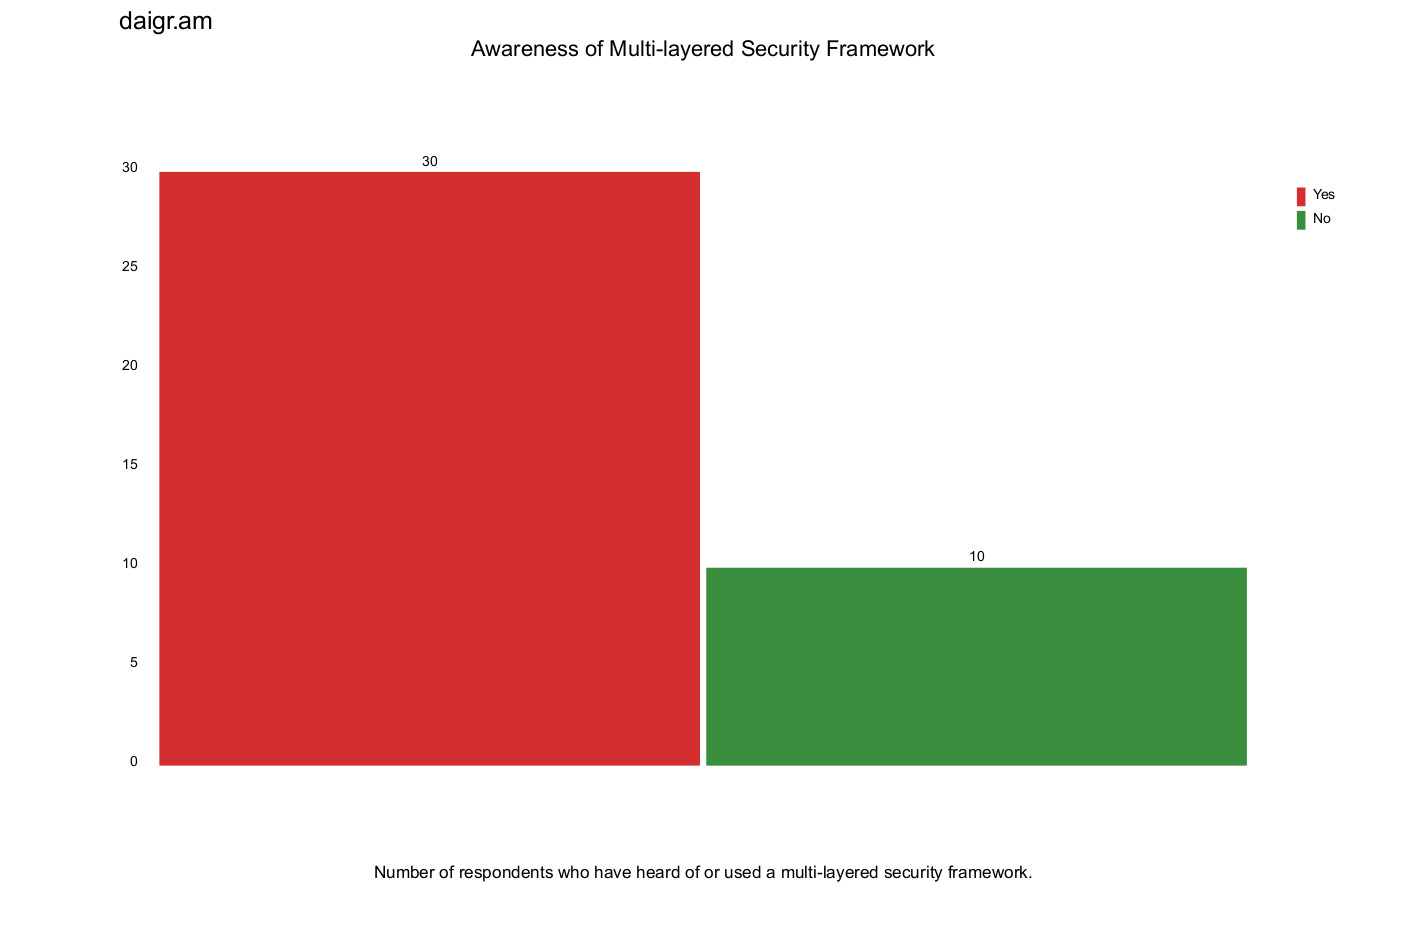 daigr.am
Awareness of Multi-layered Security Framework
30
30
25
20
15
10
10
5
0
Yes
No
Number of respondents who have heard of or used a multi-layered security framework.